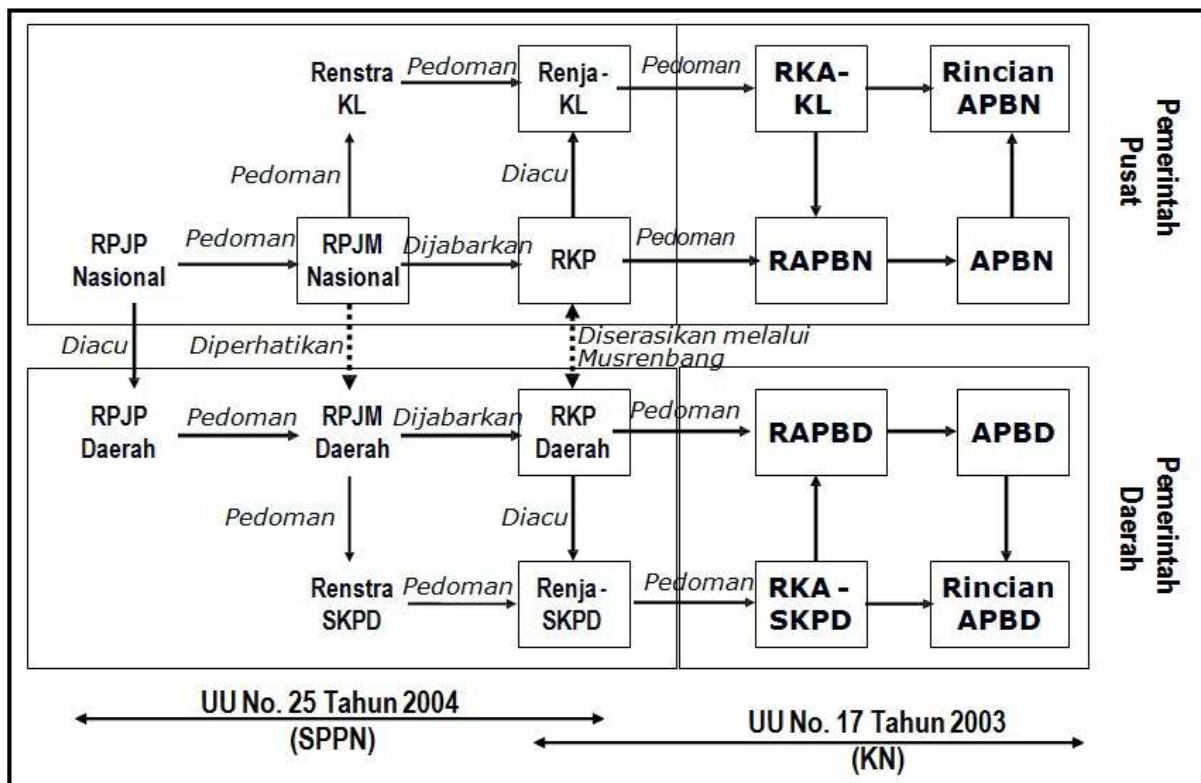 Renstra
KL
Pedoman
Renja -
KL
Pedoman
RKA-
KL
Rincian
APBN
Pedoman
Diacu
RPJP
Nasional
Pedoman
RPJM
Nasional
Dijabarkan
RKP
Pedoman
RAPBN
APBN
Pemerintah
Pusat
Diacu
Diperhatikan
Diserasikan melalui
Musrenbang
RPJP
Daerah
Pedoman
RPJM
Daerah
Dijabarkan
RKP
Daerah
Pedoman
RAPBD
APBD
Pedoman
Diacu
Renstra
SKPD
Pedoman
Renja -
SKPD
Pedoman
RKA -
SKPD
Rincian
APBD
Pemerintah
Daerah
UU No. 25 Tahun 2004
(SPPN)
UU No. 17 Tahun 2003
(KN)